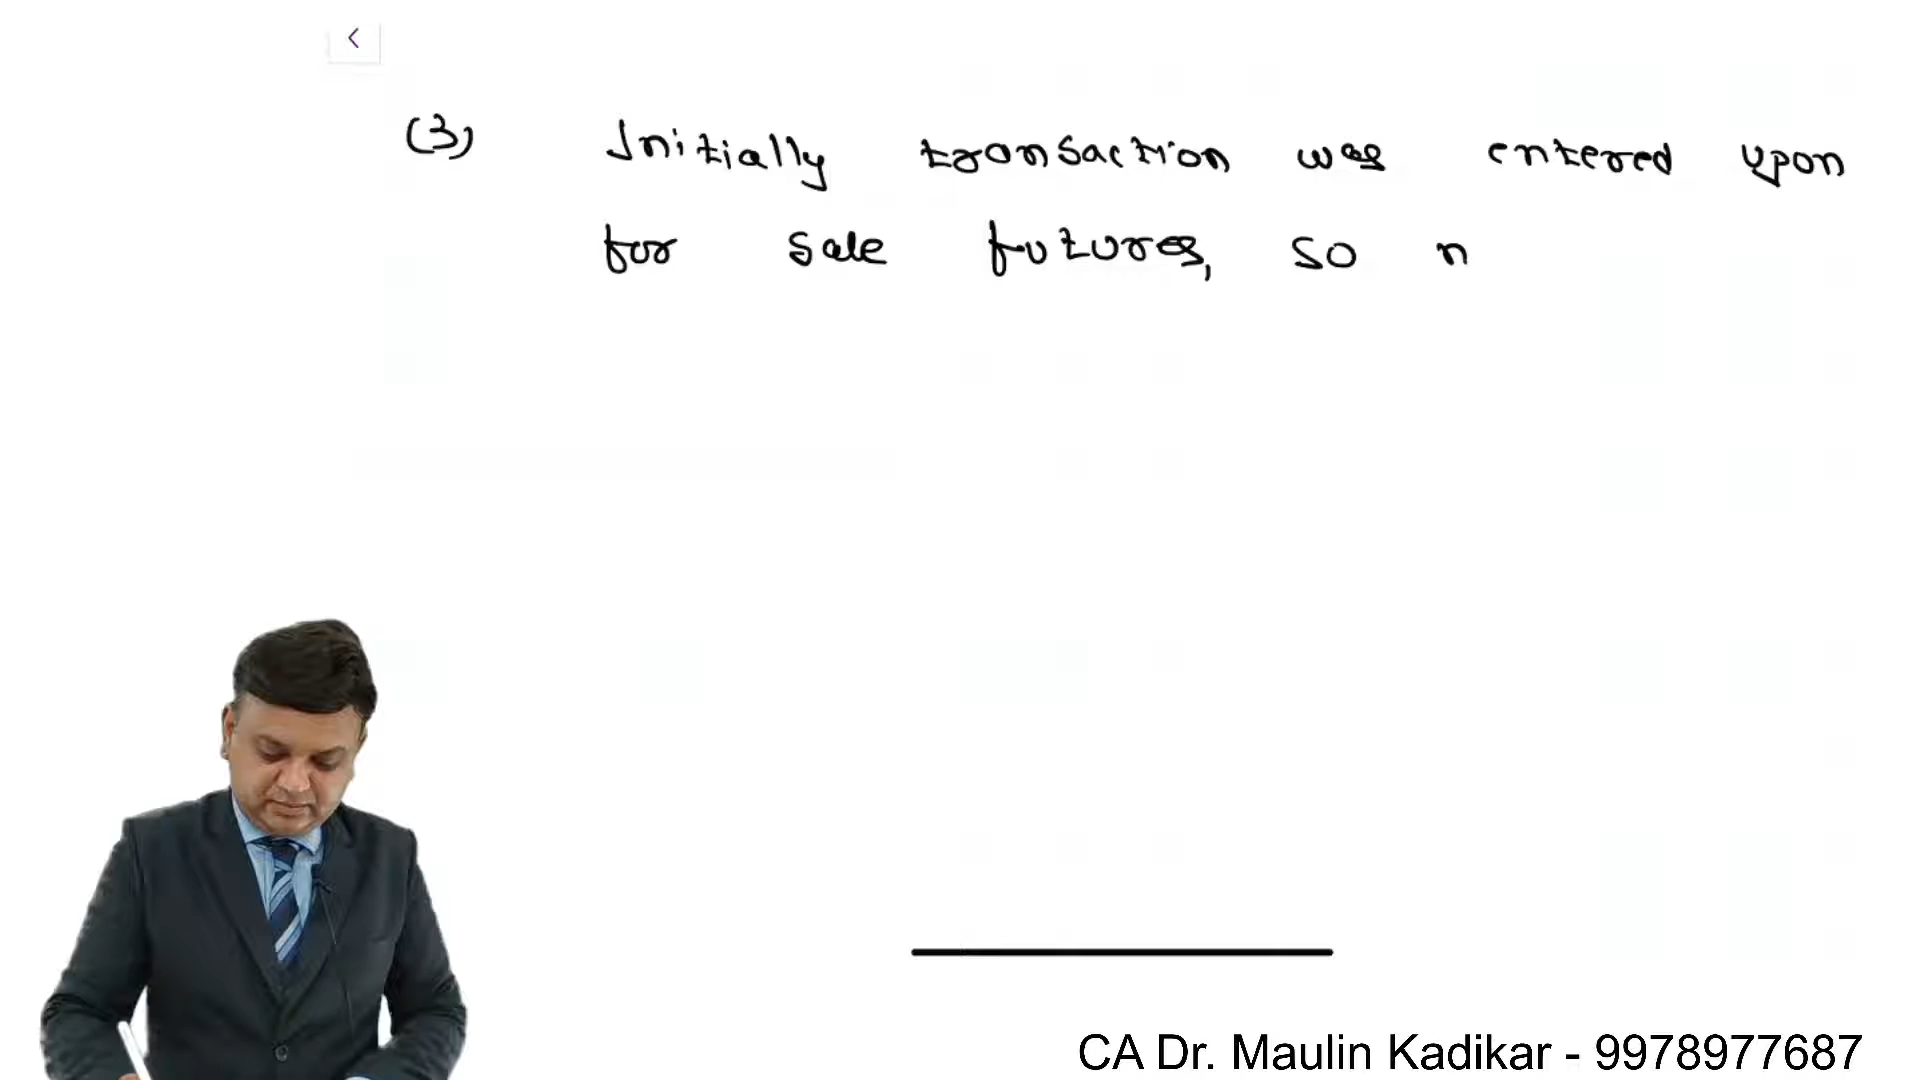 (3) Initially transaction was entered upon
for sale futures, so n
CA Dr. Maulin Kadikar - 9978977687